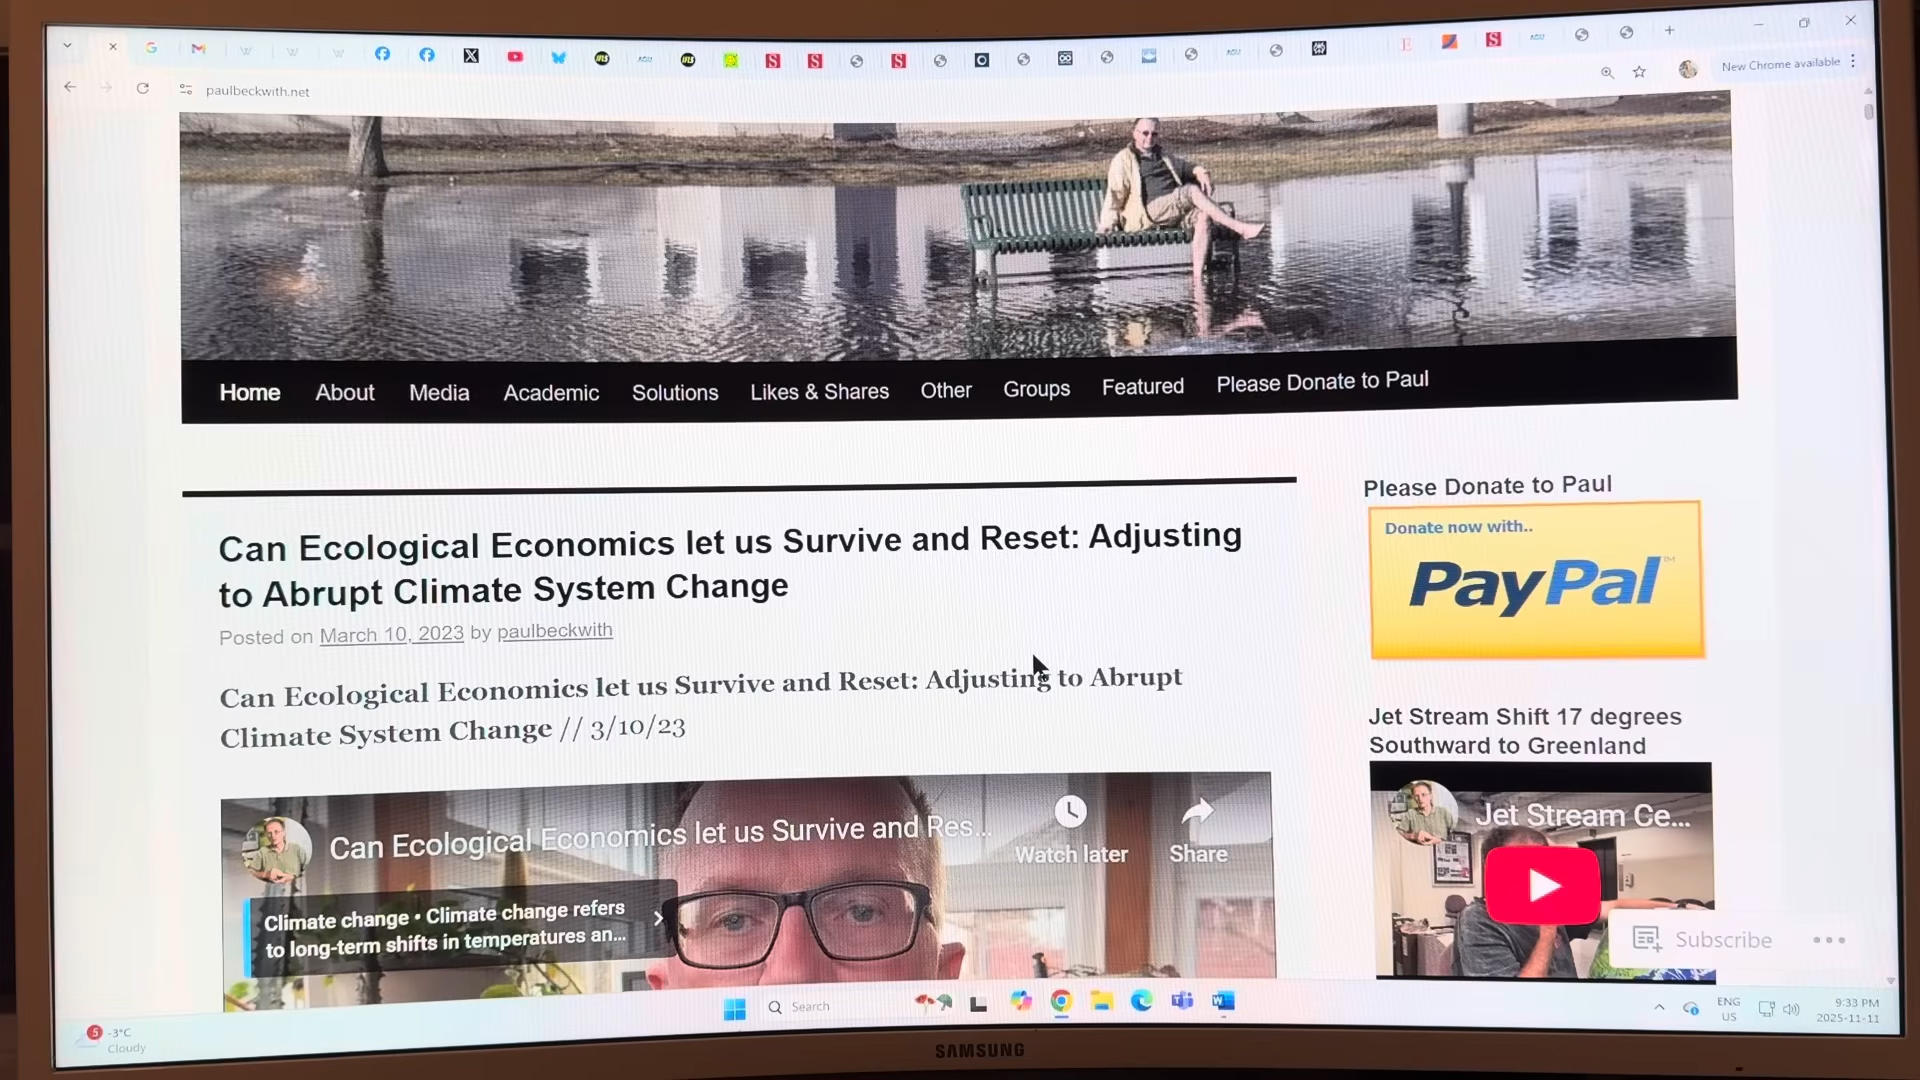 paulbeckwith.net
New Chrome available
Home About Media Academic Solutions Likes & Shares Other Groups Featured Please Donate to Paul
Can Ecological Economics let us Survive and Reset: Adjusting
to Abrupt Climate System Change
Posted on March 10, 2023 by paulbeckwith
Can Ecological Economics let us Survive and Reset: Adjusting to Abrupt
Climate System Change // 3/10/23
Can Ecological Economics let us Survive and Res...
Watch later
Share
Climate change • Climate change refers
to long-term shifts in temperatures an...
Please Donate to Paul
Donate now with..
PayPal™
Jet Stream Shift 17 degrees
Southward to Greenland
Jet Stream Ce...
Subscribe
5
-3°C
Cloudy
Search
ENG
US
9:33 PM
2025-11-11
SAMSUNG